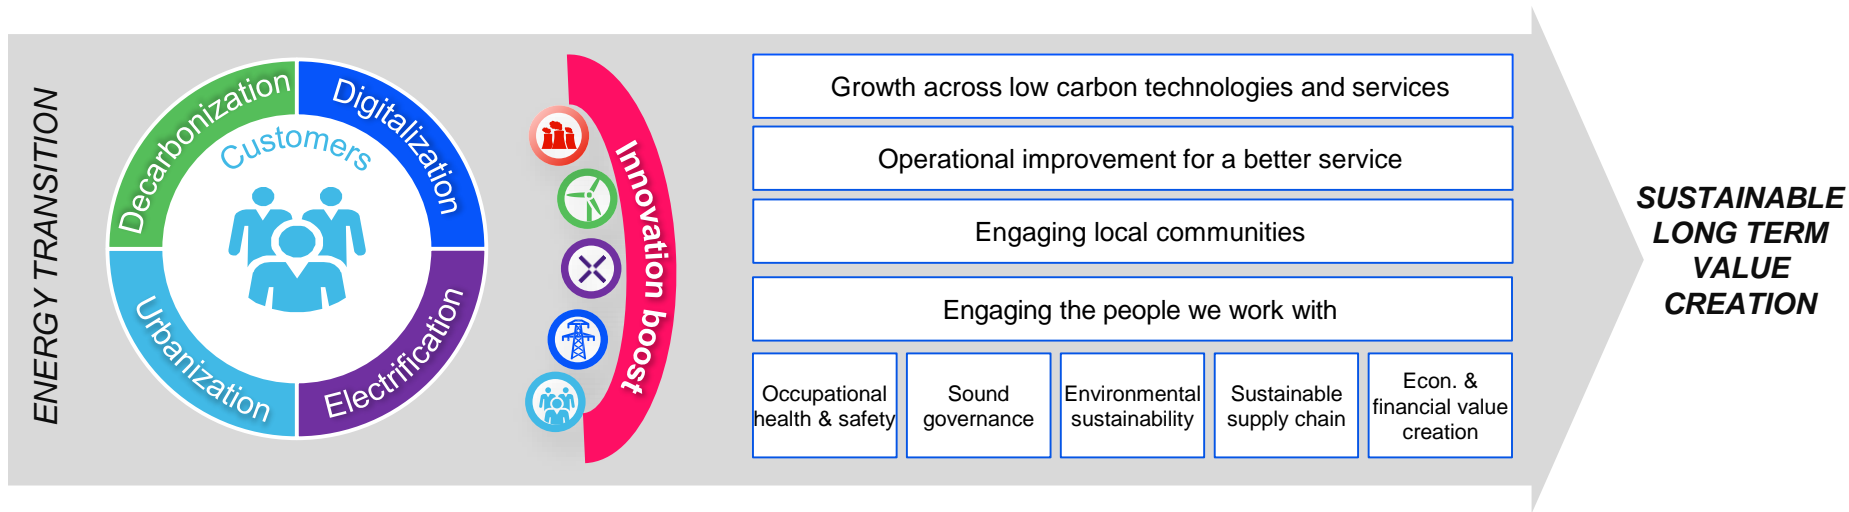 ENERGY TRANSITION
Decarbonization
Digitalization
Customers
Urbanization
Electrification
Innovation boost
Growth across low carbon technologies and services
Operational improvement for a better service
Engaging local communities
Engaging the people we work with
Occupational
health & safety
Sound
governance
Environmental
sustainability
Sustainable
supply chain
Econ. &
financial value
creation
SUSTAINABLE
LONG TERM
VALUE
CREATION